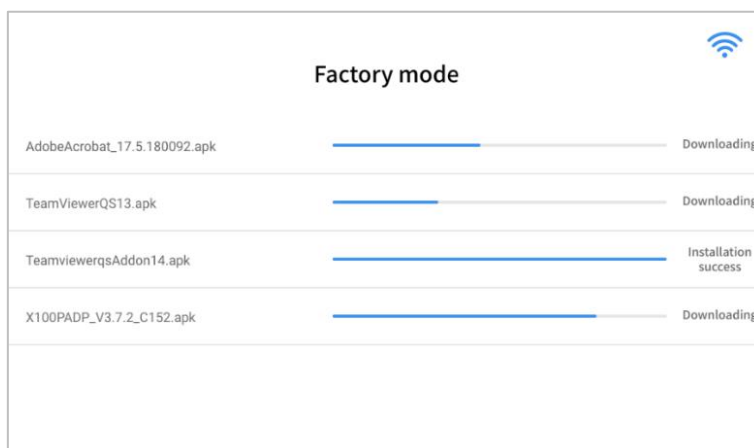 Factory mode
AdobeAcrobat_17.5.180092.apk Downloading
TeamViewerQS13.apk Downloading
TeamviewerqsAddon14.apk Installation
success
X100PADP_V3.7.2_C152.apk Downloading